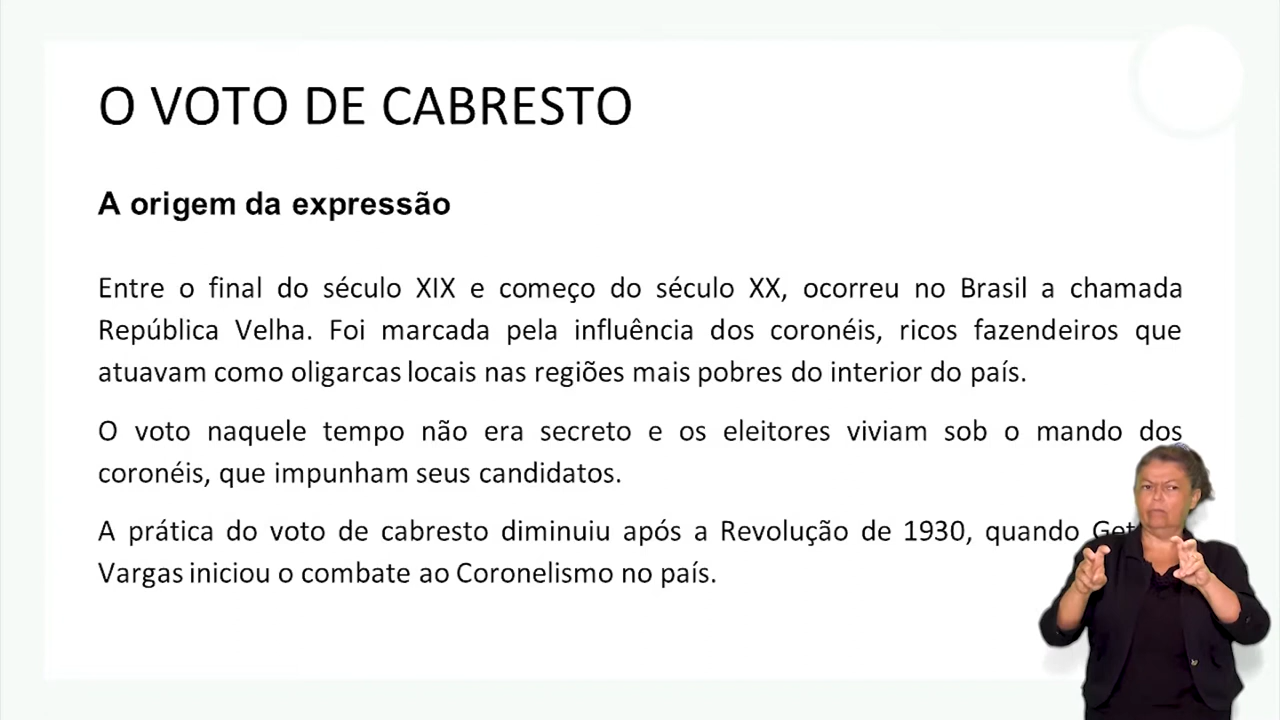 O VOTO DE CABRESTO
A origem da expressão
Entre o final do século XIX e começo do século XX, ocorreu no Brasil a chamada
República Velha. Foi marcada pela influência dos coronéis, ricos fazendeiros que
atuavam como oligarcas locais nas regiões mais pobres do interior do país.
O voto naquele tempo não era secreto e os eleitores viviam sob o mando dos
coronéis, que impunham seus candidatos.
A prática do voto de cabresto diminuiu após a Revolução de 1930, quando
Vargas iniciou o combate ao Coronelismo no país.